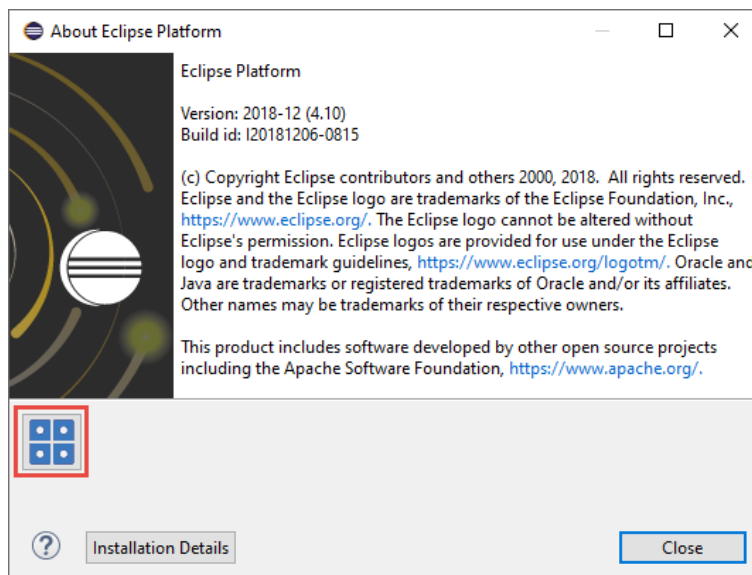 About Eclipse Platform
Eclipse Platform
Version: 2018-12 (4.10)
Build id: I20181206-0815
(c) Copyright Eclipse contributors and others 2000, 2018.  All rights reserved.
Eclipse and the Eclipse logo are trademarks of the Eclipse Foundation, Inc.,
https://www.eclipse.org/. The Eclipse logo cannot be altered without
Eclipse's permission. Eclipse logos are provided for use under the Eclipse
logo and trademark guidelines, https://www.eclipse.org/logotm/. Oracle and
Java are trademarks or registered trademarks of Oracle and/or its affiliates.
Other names may be trademarks of their respective owners.
This product includes software developed by other open source projects
including the Apache Software Foundation, https://www.apache.org/.
?
Installation Details
Close